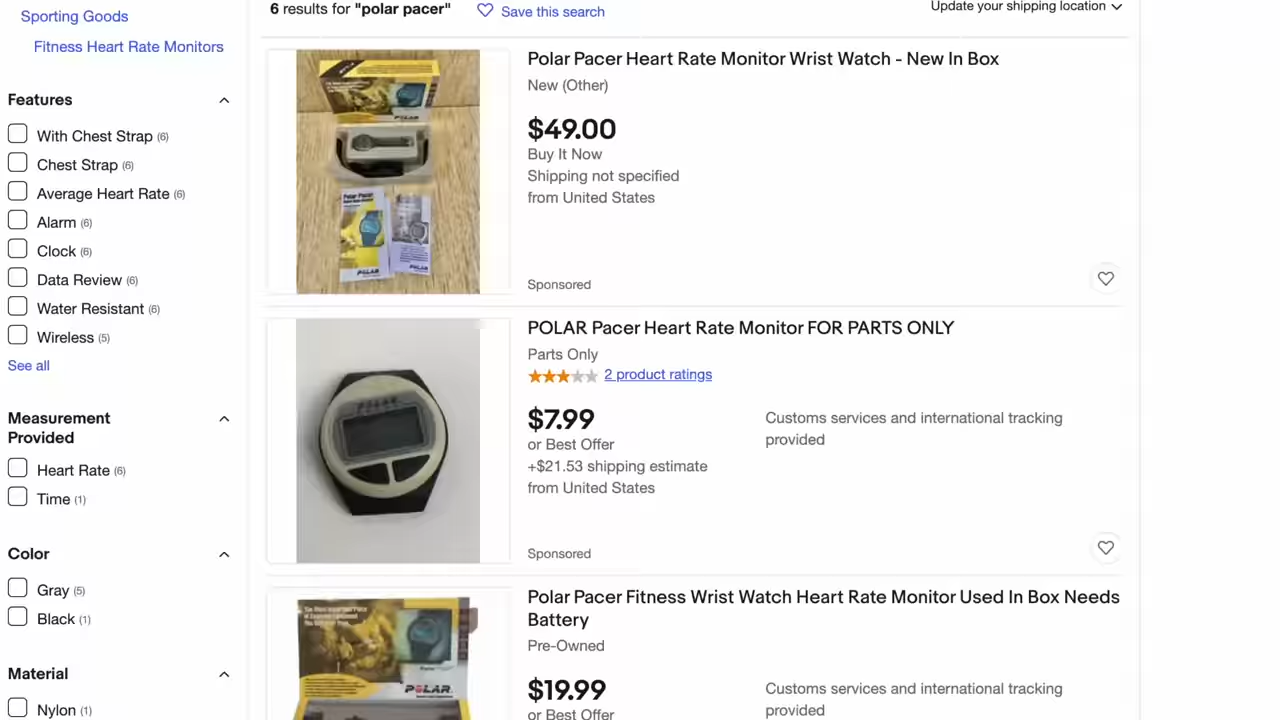 Sporting Goods
Fitness Heart Rate Monitors
Features
With Chest Strap (6)
Chest Strap (6)
Average Heart Rate (6)
Alarm (6)
Clock (6)
Data Review (6)
Water Resistant (6)
Wireless (5)
See all
Measurement
Provided
Heart Rate (6)
Time (1)
Color
Gray (5)
Black (1)
Material
Nylon (1)
6 results for "polar pacer"
Save this search
Update your shipping location
Polar Pacer Heart Rate Monitor Wrist Watch - New In Box
New (Other)
$49.00
Buy It Now
Shipping not specified
from United States
Sponsored
POLAR
Polar Pacer
POLAR
POLAR Pacer Heart Rate Monitor FOR PARTS ONLY
Parts Only
2 product ratings
$7.99
or Best Offer
+$21.53 shipping estimate
from United States
Customs services and international tracking
provided
Sponsored
POLAR
Polar Pacer Fitness Wrist Watch Heart Rate Monitor Used In Box Needs
Battery
Pre-Owned
$19.99
or Best Offer
Customs services and international tracking
provided
POLAR